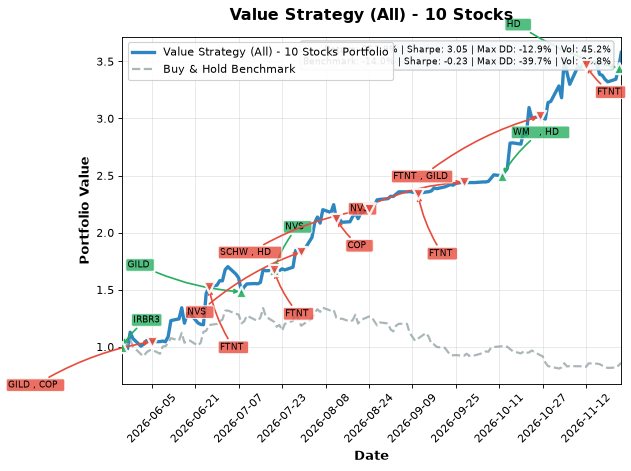 Value Strategy (All) - 10 Stocks
HD
Value Strategy (All) - 10 Stocks Portfolio
% | Sharpe: 3.05 | Max DD: -12.9% | Vol: 45.2%
Buy & Hold Benchmark
Benchmark: -14.0% | Sharpe: -0.23 | Max DD: -39.7% | Vol: .8%
3.5
3.0
2.5
2.0
1.5
1.0
Portfolio Value
FTNT
WM , HD
FTNT , GILD
NVS
NVS
COP
SCHW , HD
FTNT
GILD
NVS
FTNT
IRBR3
FTNT
GILD , COP
2026-06-05
2026-06-21
2026-07-07
2026-07-23
2026-08-08
2026-08-24
2026-09-09
2026-09-25
2026-10-11
2026-10-27
2026-11-12
Date